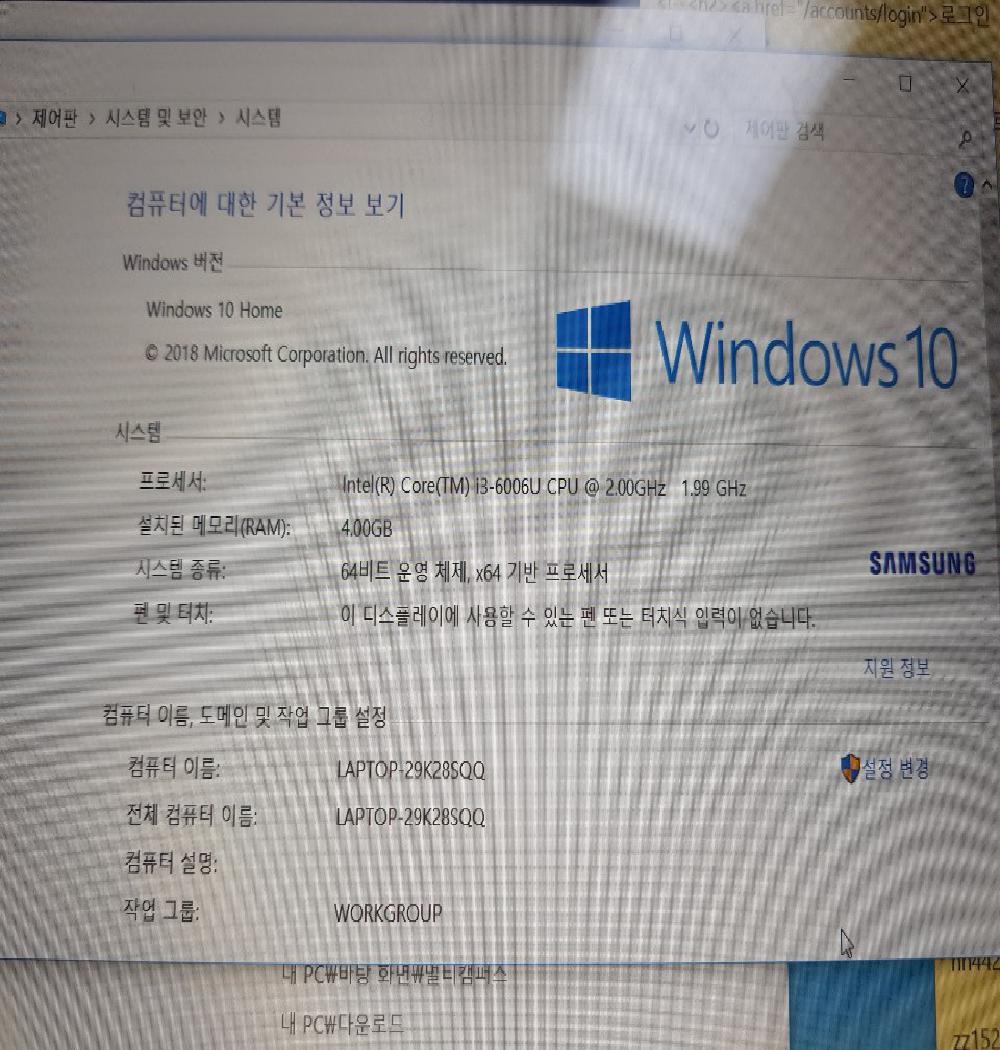 "/accounts/login">로그인
> 제어판 > 시스템 및 보안 > 시스템
제어판 검색
컴퓨터에 대한 기본 정보 보기
Windows 버전
Windows 10 Home
© 2018 Microsoft Corporation. All rights reserved.
Windows 10
시스템
프로세서: Intel(R) Core(TM) i3-6006U CPU @ 2.00GHz 1.99 GHz
설치된 메모리(RAM): 4.00GB
시스템 종류: 64비트 운영 체제, x64 기반 프로세서
SAMSUNG
펜 및 터치: 이 디스플레이에 사용할 수 있는 펜 또는 터치식 입력이 없습니다.
지원 정보
컴퓨터 이름, 도메인 및 작업 그룹 설정
컴퓨터 이름: LAPTOP-29K28SQQ
설정 변경
전체 컴퓨터 이름: LAPTOP-29K28SQQ
컴퓨터 설명:
작업 그룹: WORKGROUP
내 PC₩바탕 화면₩멀티캠퍼스
내 PC₩다운로드
zz152